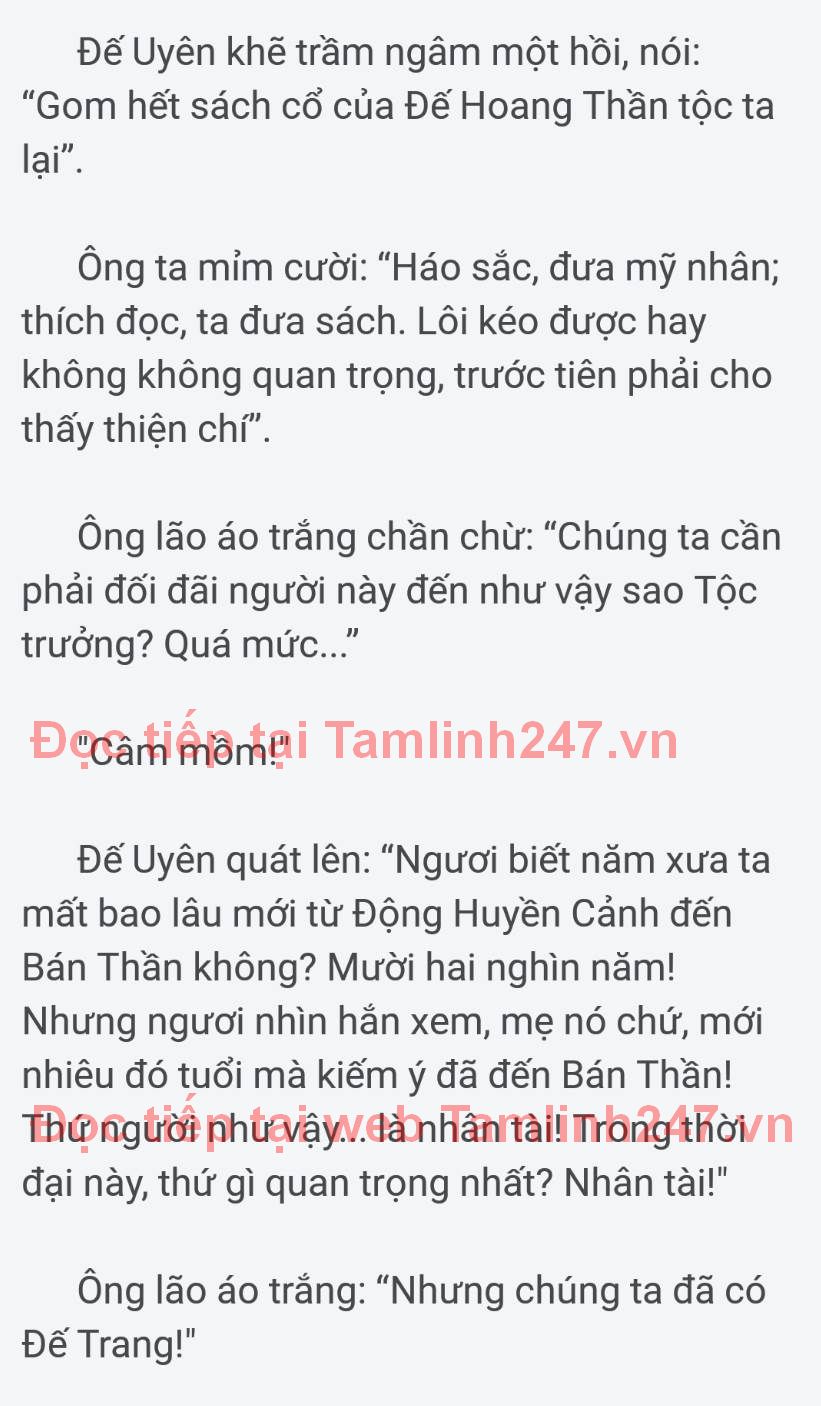 Đế Uyên khẽ trầm ngâm một hồi, nói:
“Gom hết sách cổ của Đế Hoang Thần tộc ta
lại”.
Ông ta mỉm cười: “Háo sắc, đưa mỹ nhân;
thích đọc, ta đưa sách. Lôi kéo được hay
không không quan trọng, trước tiên phải cho
thấy thiện chí”.
Ông lão áo trắng chần chừ: “Chúng ta cần
phải đối đãi người này đến như vậy sao Tộc
trưởng? Quá mức...”
Đọc tiếp tại Tamlinh247.vn
"Câm mồm!"
Đế Uyên quát lên: “Ngươi biết năm xưa ta
mất bao lâu mới từ Động Huyền Cảnh đến
Bán Thần không? Mười hai nghìn năm!
Nhưng ngươi nhìn hắn xem, mẹ nó chứ, mới
nhiêu đó tuổi mà kiếm ý đã đến Bán Thần!
Thứ người như vậy... là nhân tài! Trong thời
Đọc tiếp tại web Tamlinh247.vn
đại này, thứ gì quan trọng nhất? Nhân tài!"
Ông lão áo trắng: “Nhưng chúng ta đã có
Đế Trang!"